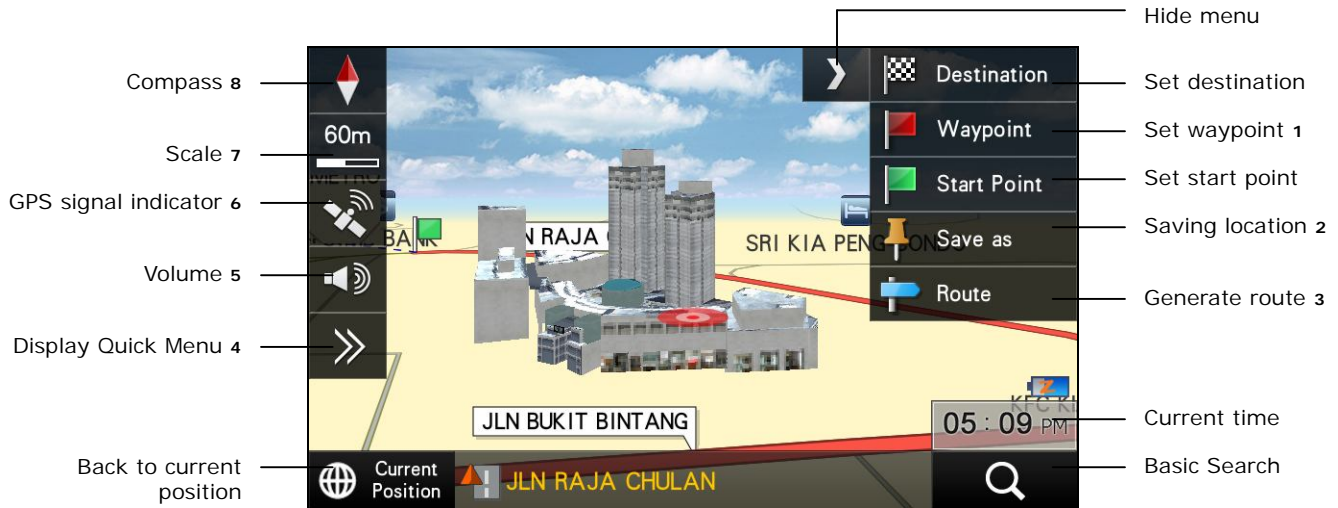 Hide menu
Compass 8
Destination
Set destination
60m
Waypoint
Set waypoint 1
Scale 7
Start Point
Set start point
GPS signal indicator 6
SRI KIA PENG
Save as
Saving location 2
Volume 5
Route
Generate route 3
Display Quick Menu 4
JLN BUKIT BINTANG
05 : 09 PM
Current time
Back to current
position
Current
Position
JLN RAJA CHULAN
Basic Search